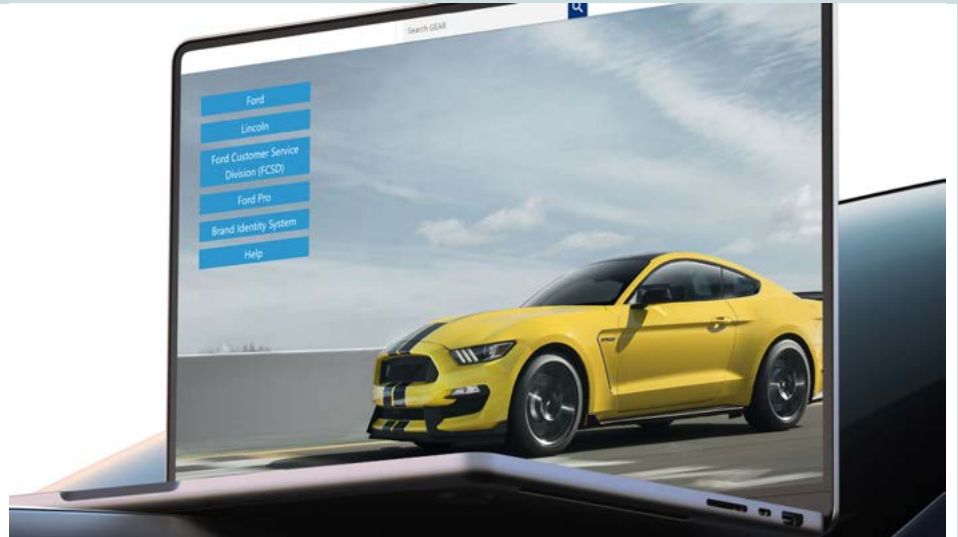 Search GEAR
Ford
Lincoln
Ford Customer Service
Division (FCSD)
Ford Pro
Brand Identity System
Help